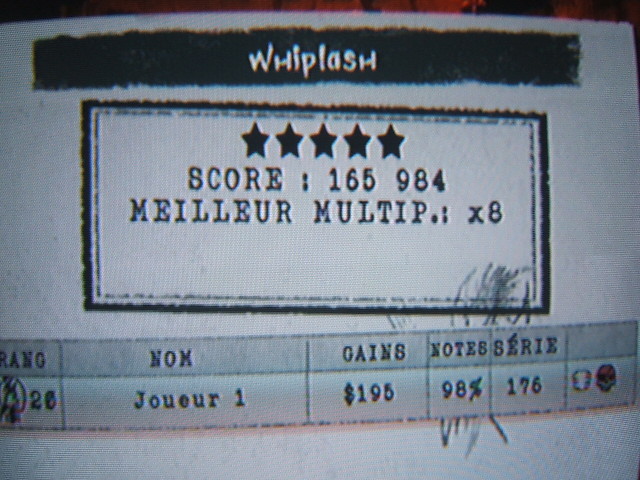 Whiplash
SCORE : 165 984
MEILLEUR MULTIP.: x8
RANG NOM GAINS NOTES SÉRIE
26 Joueur 1 $195 98% 176